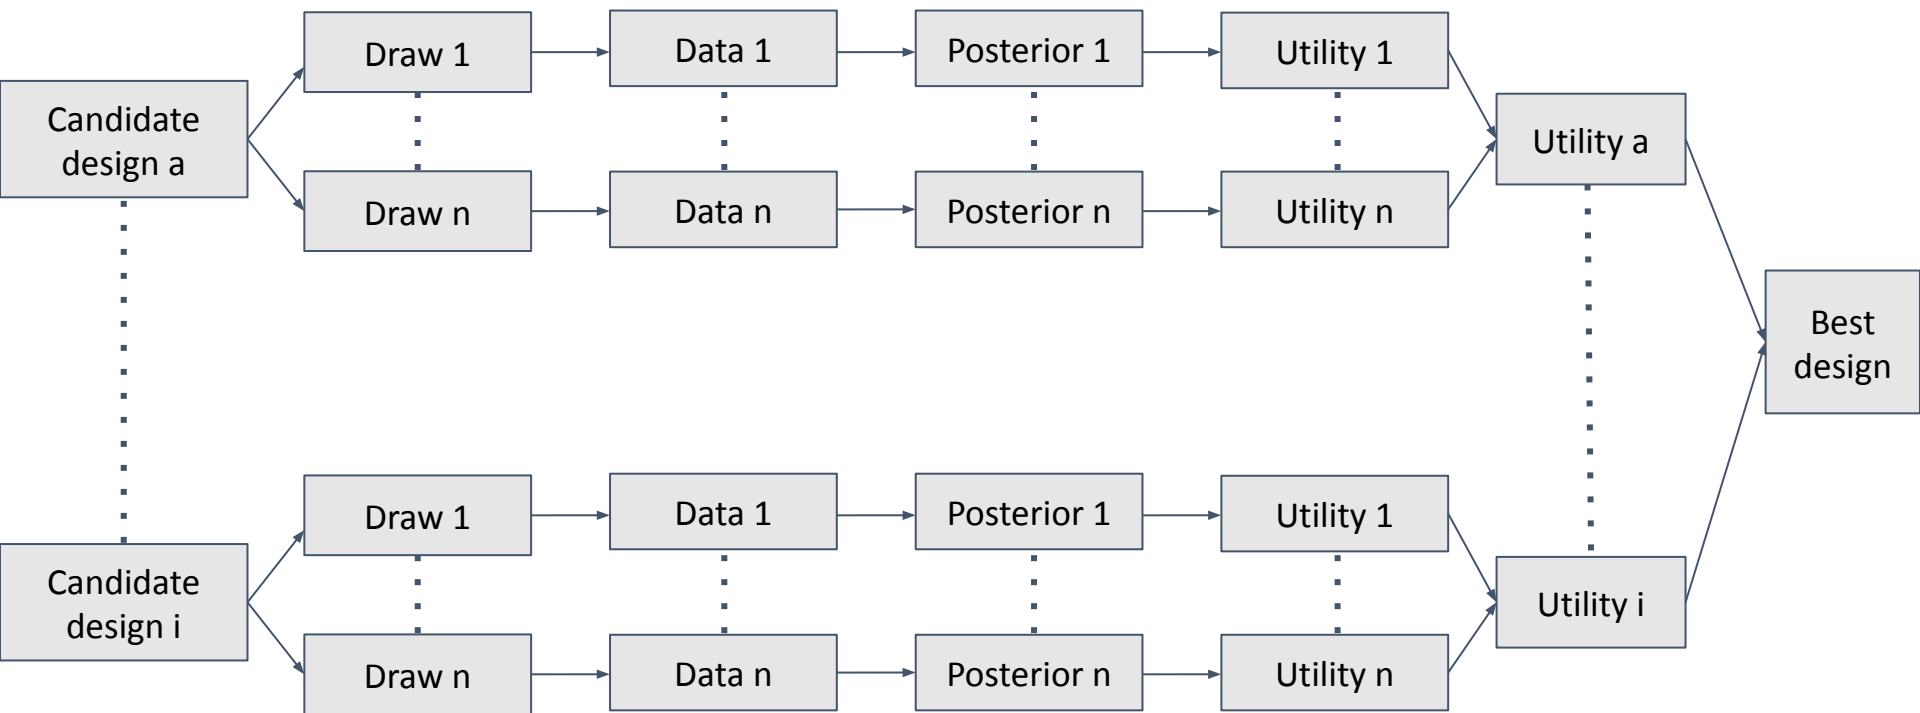 Draw 1
Data 1
Posterior 1
Utility 1
Candidate
design a
Utility a
Draw n
Data n
Posterior n
Utility n
Best
design
Draw 1
Data 1
Posterior 1
Utility 1
Candidate
design i
Utility i
Draw n
Data n
Posterior n
Utility n